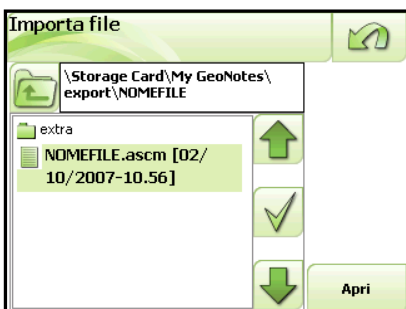 Importa file
\Storage Card\My GeoNotes\
export\NOMEFILE
extra
NOMEFILE.ascm [02/
10/2007-10.56]
Apri